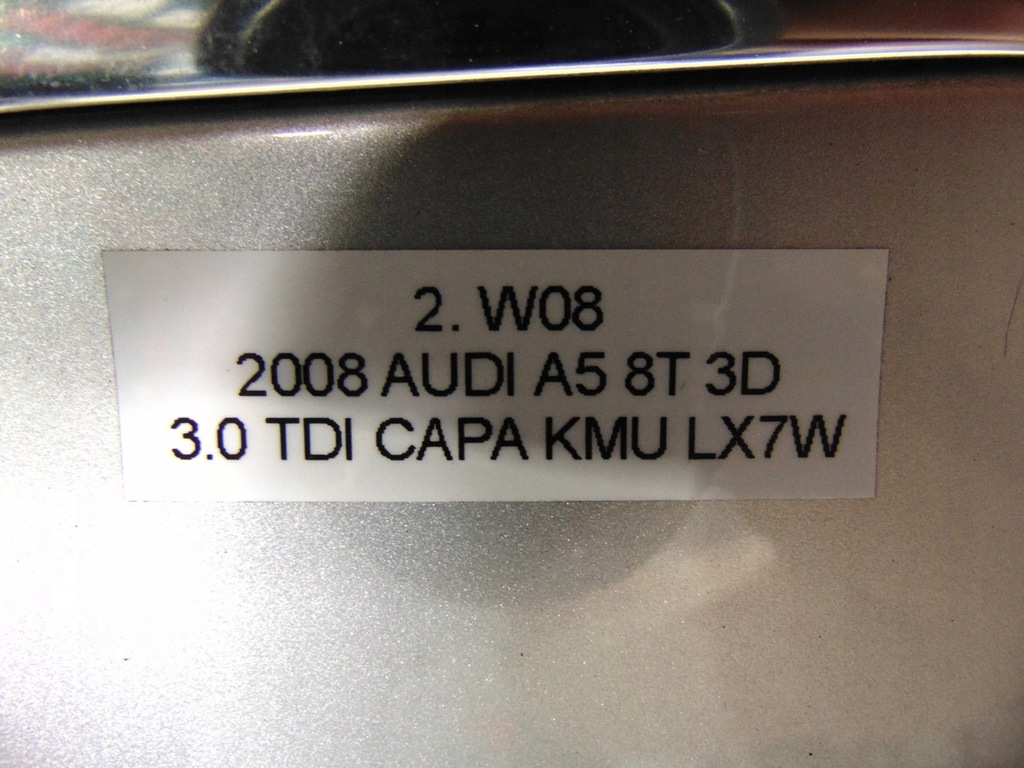 2. W08
2008 AUDI A5 8T 3D
3.0 TDI CAPA KMU LX7W